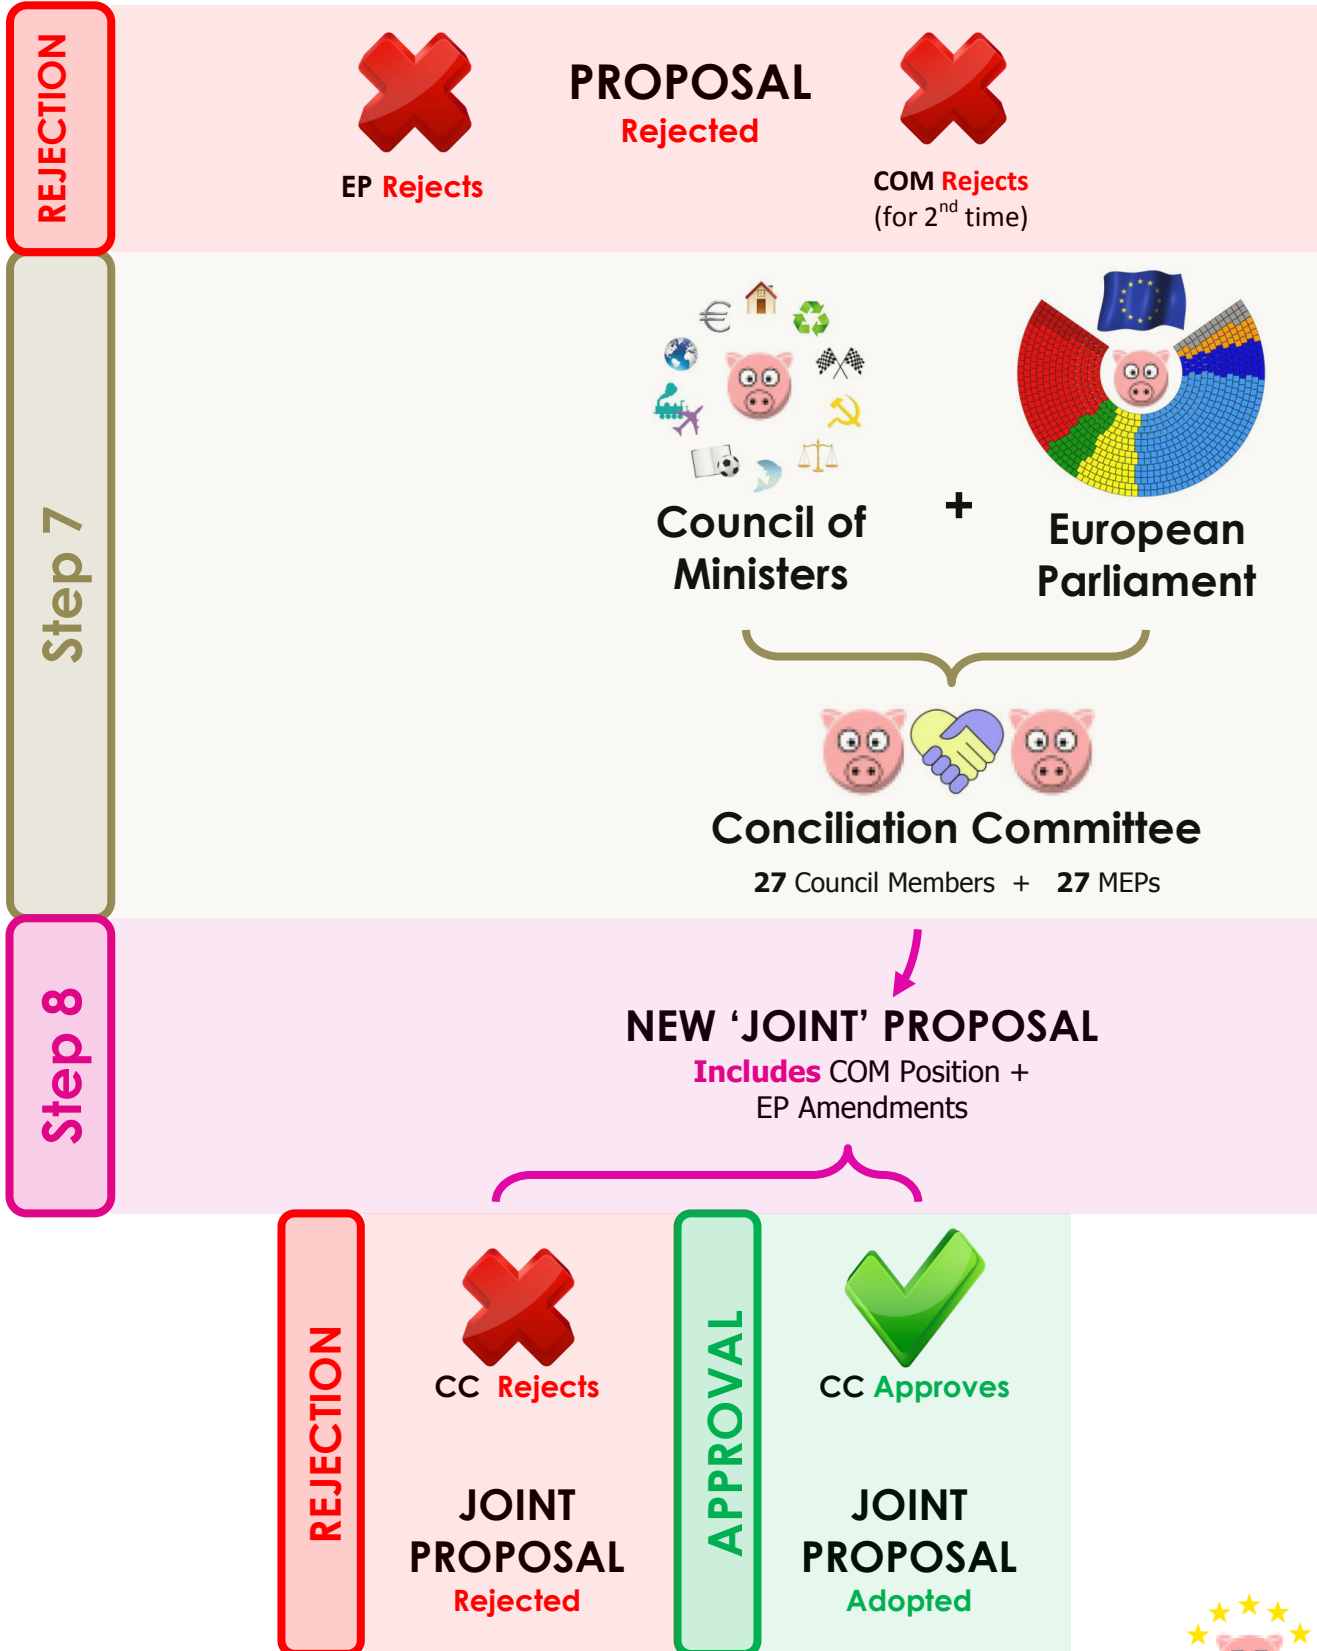 REJECTION
PROPOSAL
Rejected
EP Rejects
COM Rejects
(for 2nd time)
Step 7
€
Council of
Ministers
+
European
Parliament
Conciliation Committee
27 Council Members + 27 MEPs
Step 8
NEW ‘JOINT’ PROPOSAL
Includes COM Position +
EP Amendments
REJECTION
CC Rejects
JOINT
PROPOSAL
Rejected
APPROVAL
CC Approves
JOINT
PROPOSAL
Adopted